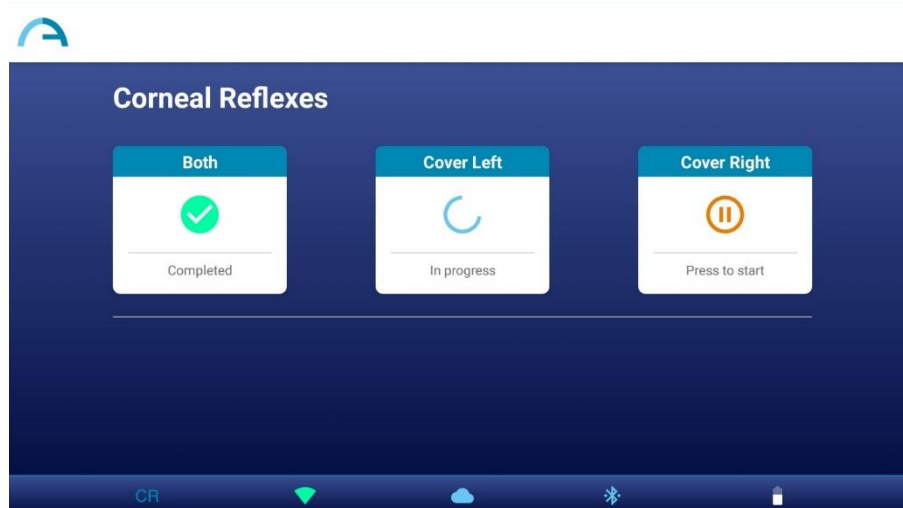 Corneal Reflexes
Both
Cover Left
Cover Right
Completed
In progress
Press to start
CR